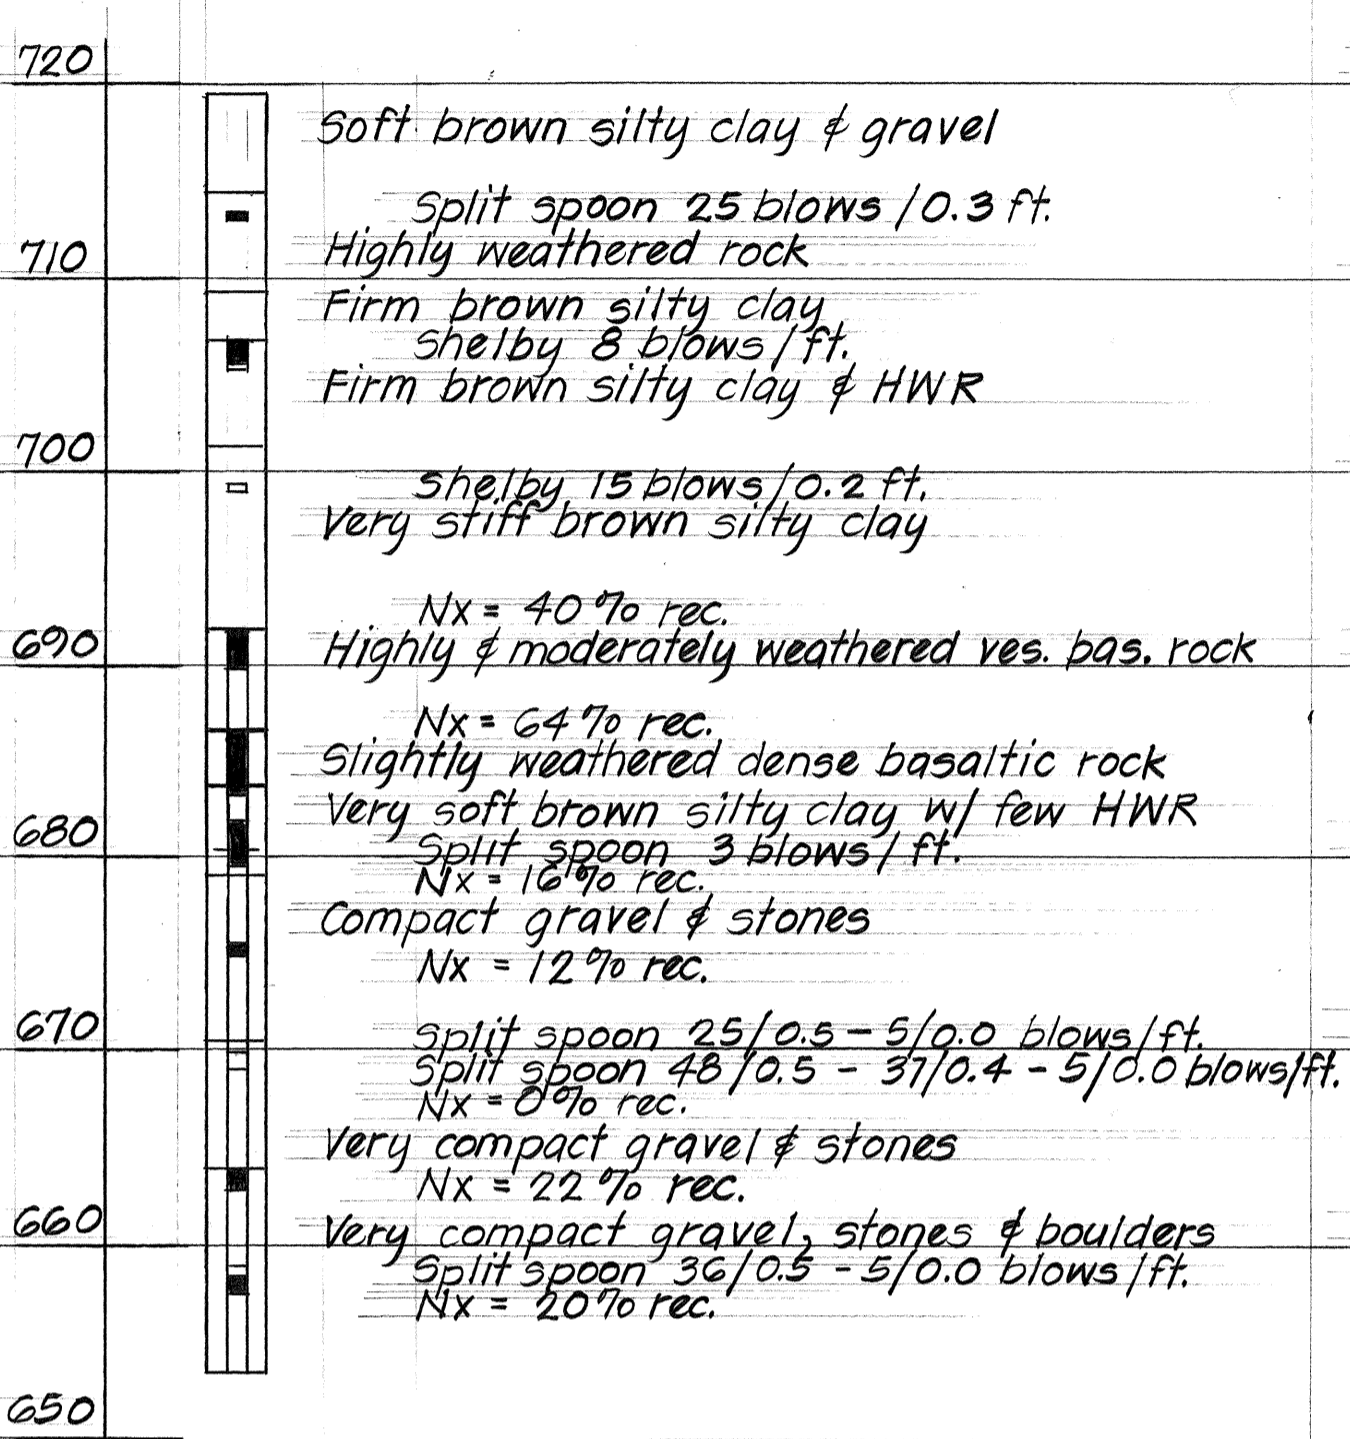 720
Soft brown silty clay & gravel
Split spoon 25 blows / 0.3 ft.
710
Highly weathered rock
Firm brown silty clay
Shelby 8 blows / ft.
Firm brown silty clay & HWR
700
Shelby 15 blows / 0.2 ft.
Very stiff brown silty clay
Nx = 40% rec.
690
Highly & moderately weathered ves. bas. rock
Nx = 64% rec.
Slightly weathered dense basaltic rock
Very soft brown silty clay w/ few HWR
680
Split spoon 3 blows / ft.
Nx = 16% rec.
Compact gravel & stones
Nx = 12% rec.
670
Split spoon 25/0.5 - 5/0.0 blows/ft.
Split spoon 48/0.5 - 37/0.4 - 5/0.0 blows/ft.
Nx = 0% rec.
Very compact gravel & stones
Nx = 22% rec.
660
Very compact gravel, stones & boulders
Split spoon 36/0.5 - 5/0.0 blows/ft.
Nx = 20% rec.
650